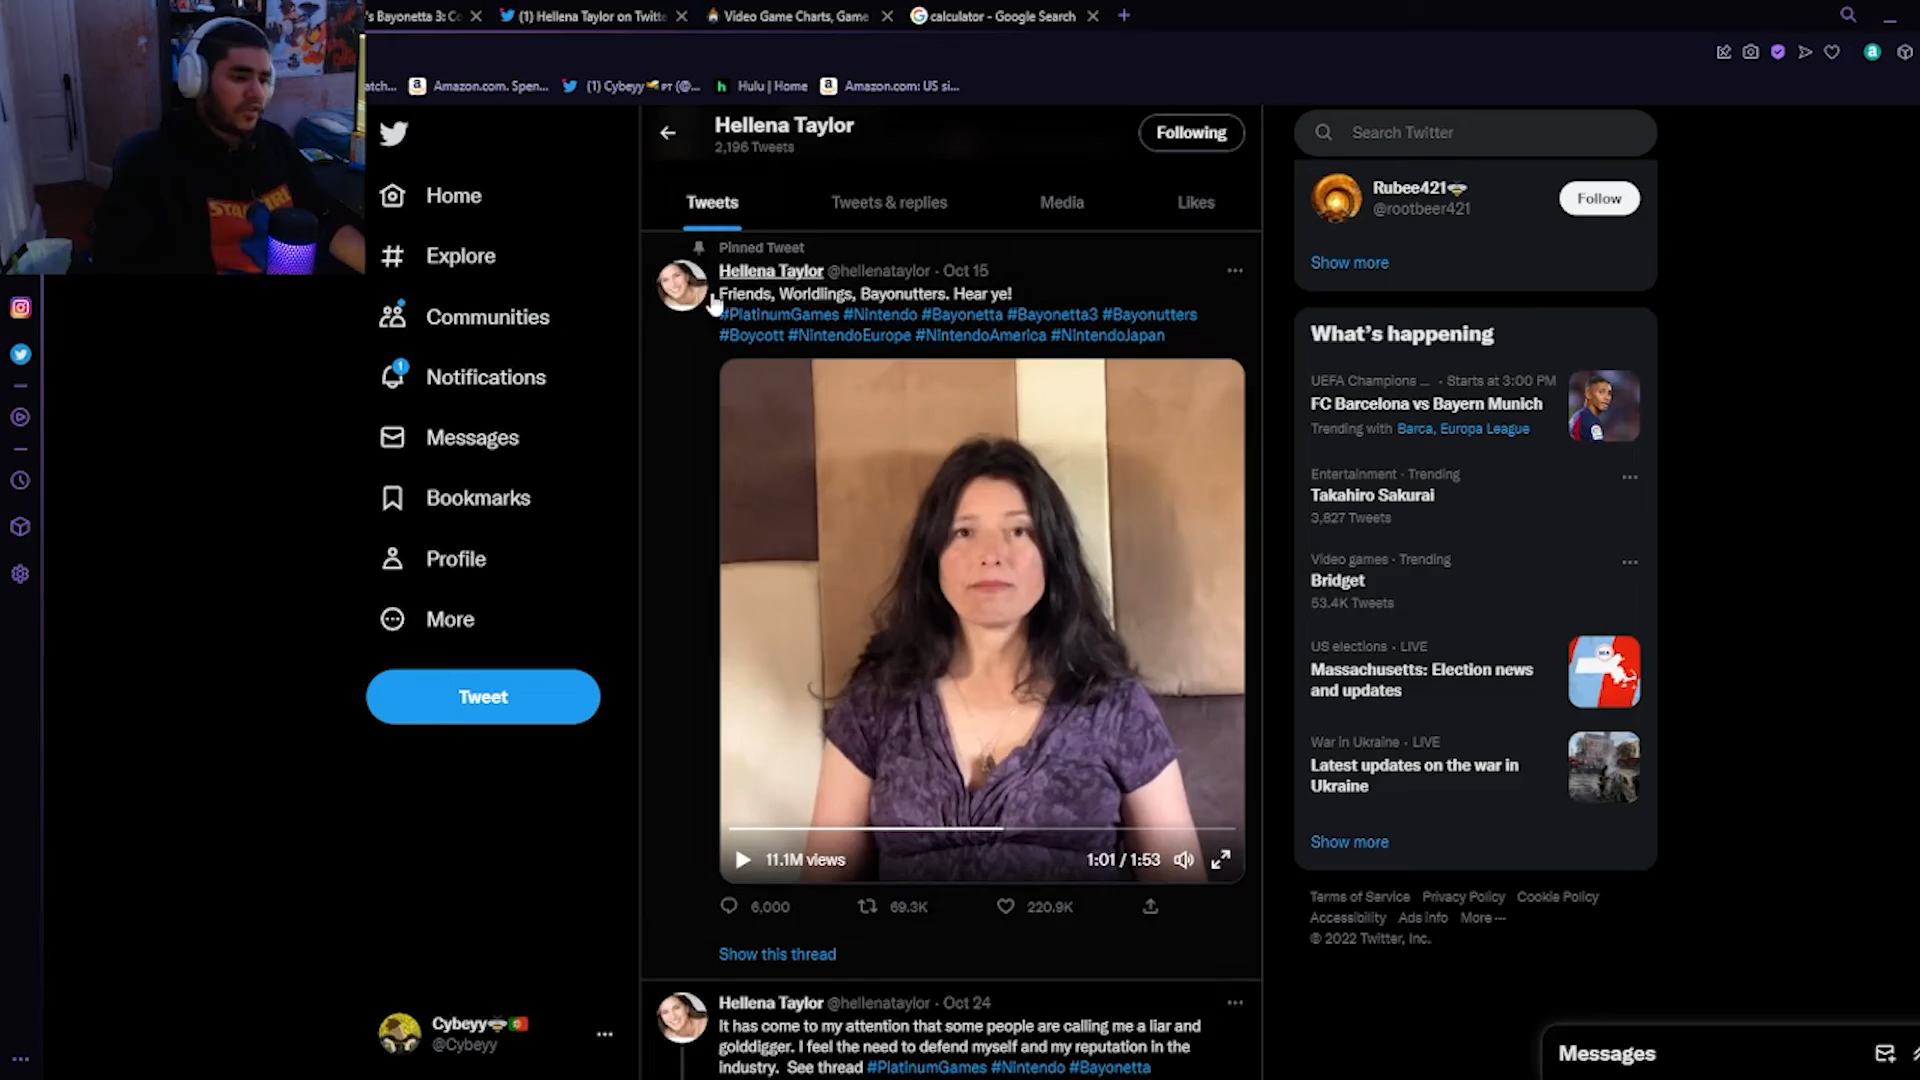 's Bayonetta 3: Co
(1) Hellena Taylor on Twitte
Video Game Charts, Game
calculator - Google Search
atch...
Amazon.com. Spen...
(1) Cybeyy PT (@...
Hulu | Home
Amazon.com: US si...
Home
Explore
Communities
1
Notifications
Messages
Bookmarks
Profile
More
Tweet
Cybeyy
@Cybeyy
Hellena Taylor
2,196 Tweets
Following
Tweets
Tweets & replies
Media
Likes
Pinned Tweet
Hellena Taylor @hellenataylor · Oct 15
Friends, Worldlings, Bayonutters. Hear ye!
#PlatinumGames #Nintendo #Bayonetta #Bayonetta3 #Bayonutters
#Boycott #NintendoEurope #NintendoAmerica #NintendoJapan
11.1M views
1:01 / 1:53
6,000
69.3K
220.9K
Show this thread
Hellena Taylor @hellenataylor · Oct 24
It has come to my attention that some people are calling me a liar and
golddigger. I feel the need to defend myself and my reputation in the
industry. See thread #PlatinumGames #Nintendo #Bayonetta
Search Twitter
Rubee421
@rootbeer421
Follow
Show more
What's happening
UEFA Champions ... · Starts at 3:00 PM
FC Barcelona vs Bayern Munich
Trending with Barca, Europa League
Entertainment · Trending
Takahiro Sakurai
3,827 Tweets
Video games · Trending
Bridget
53.4K Tweets
US elections · LIVE
Massachusetts: Election news
and updates
War in Ukraine · LIVE
Latest updates on the war in
Ukraine
Show more
Terms of Service Privacy Policy Cookie Policy
Accessibility Ads info More ···
© 2022 Twitter, Inc.
Messages